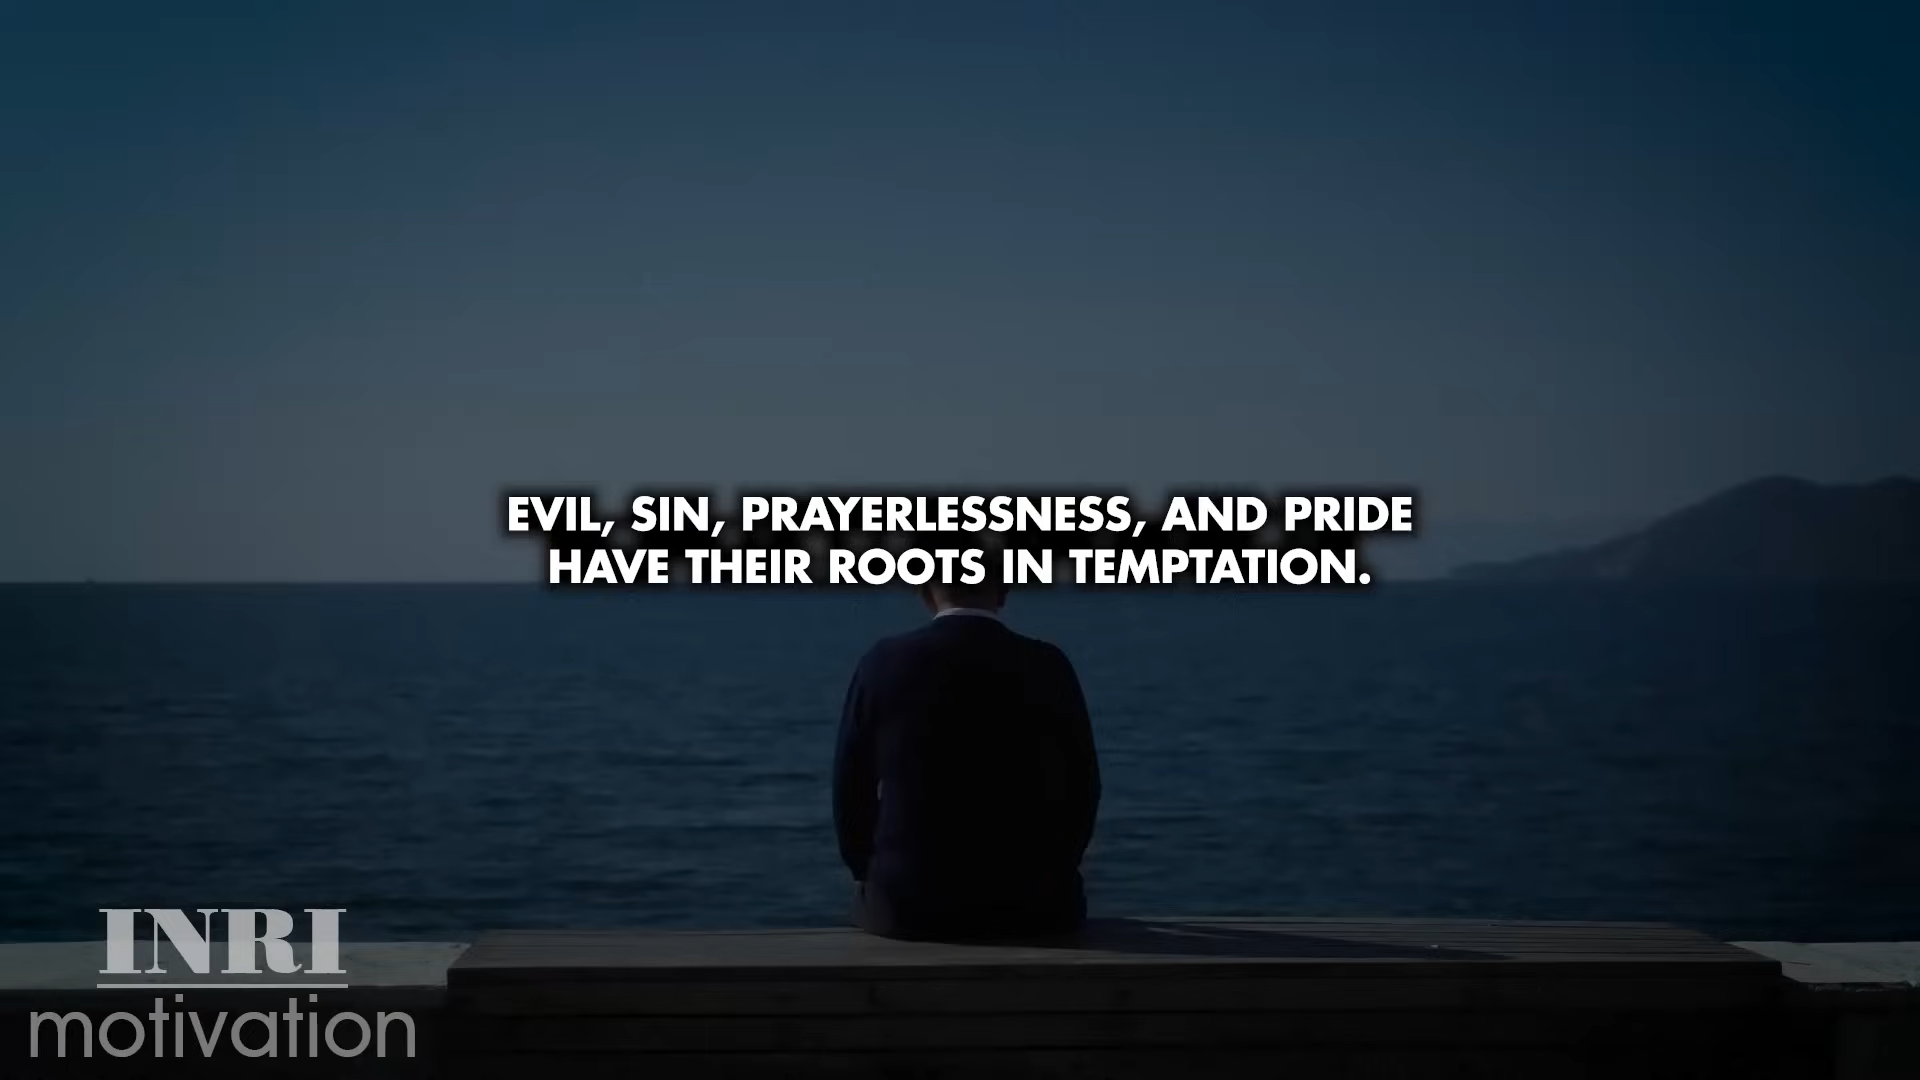 EVIL, SIN, PRAYERLESSNESS, AND PRIDE
HAVE THEIR ROOTS IN TEMPTATION.
INRI
motivation